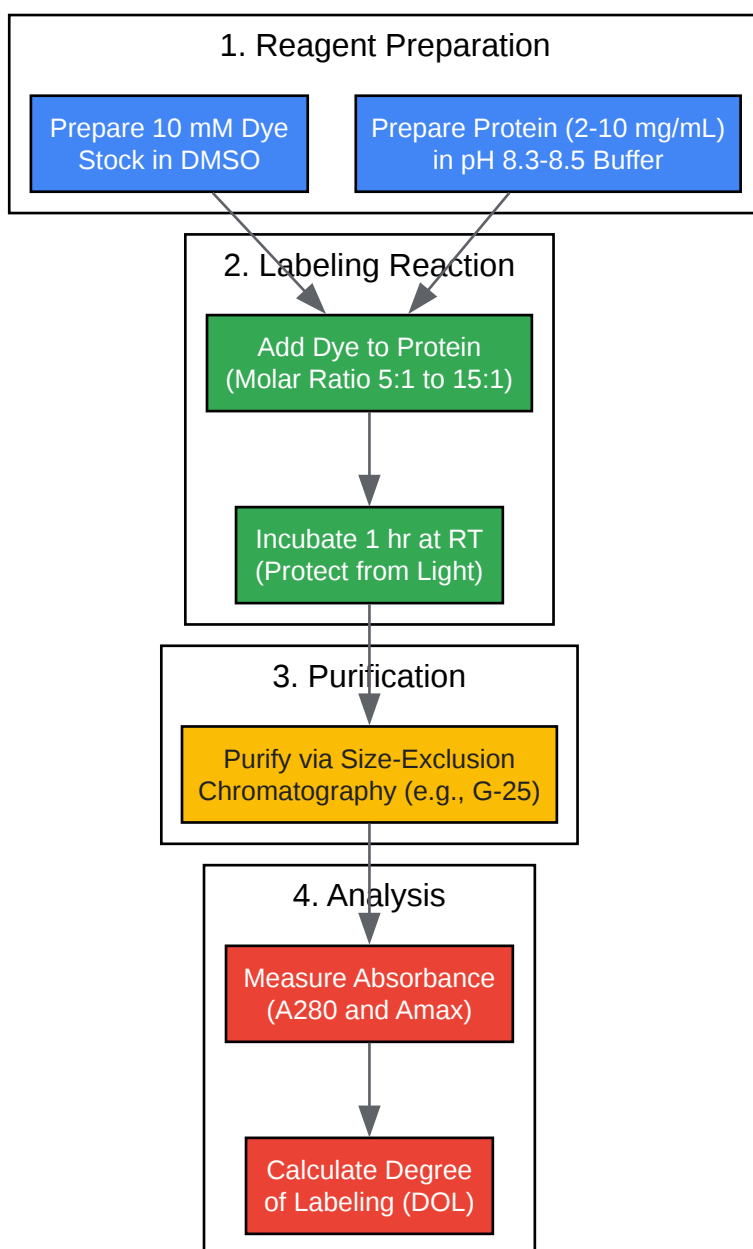 1. Reagent Preparation
Prepare 10 mM Dye
Stock in DMSO
Prepare Protein (2-10 mg/mL)
in pH 8.3-8.5 Buffer
2. Labeling Reaction
Add Dye to Protein
(Molar Ratio 5:1 to 15:1)
Incubate 1 hr at RT
(Protect from Light)
3. Purification
Purify via Size-Exclusion
Chromatography (e.g., G-25)
4. Analysis
Measure Absorbance
(A280 and Amax)
Calculate Degree
of Labeling (DOL)